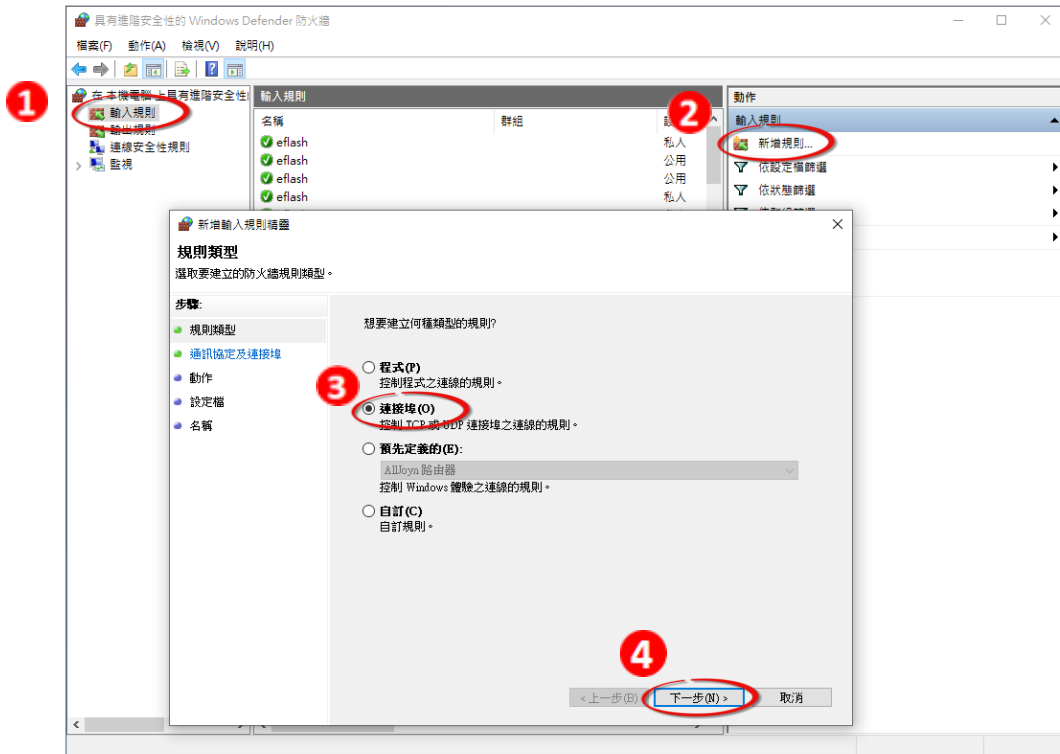 具有進階安全性的 Windows Defender 防火牆
檔案(F) 動作(A) 檢視(V) 說明(H)
1
在 本機電腦 上具有進階安全性
輸入規則
輸出規則
連線安全性規則
監視
輸入規則
名稱 群組
eflash 私人
eflash 公用
eflash 公用
eflash 私人
2
動作
輸入規則
新增規則...
依設定檔篩選
依狀態篩選
新增輸入規則精靈
規則類型
選取要建立的防火牆規則類型。
步驟:
規則類型
通訊協定及連接埠
動作
設定檔
名稱
想要建立何種類型的規則?
程式(P)
控制程式之連線的規則。
3
連接埠(O)
控制 TCP 或 UDP 連接埠之連線的規則。
預先定義的(E):
AllJoyn 路由器
控制 Windows 體驗之連線的規則。
自訂(C)
自訂規則。
4
<上一步(B) 下一步(N) > 取消